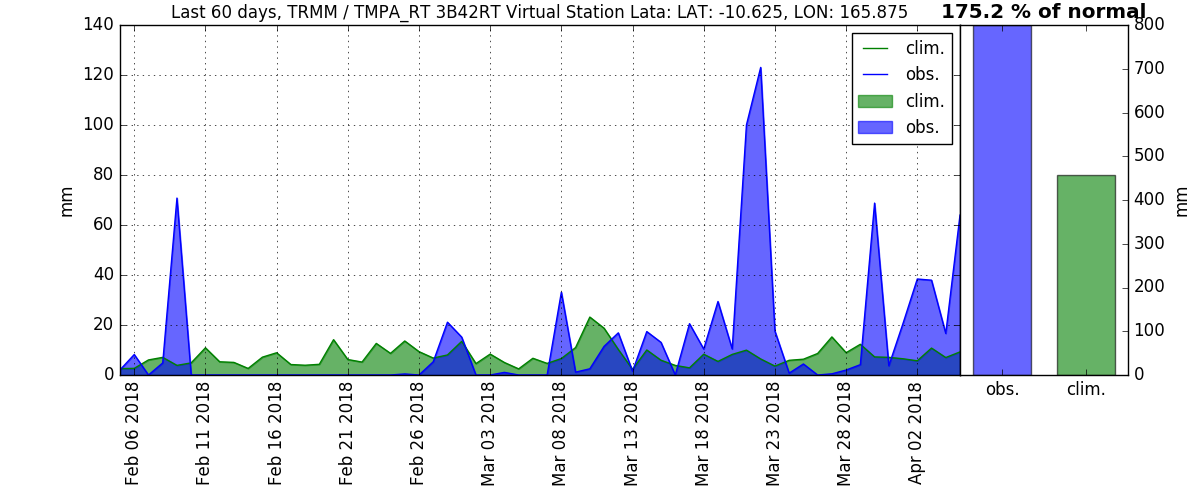 Last 60 days, TRMM / TMPA_RT 3B42RT Virtual Station Lata: LAT: -10.625, LON: 165.875
175.2 % of normal
140
120
100
80
60
40
20
0
mm
clim.
obs.
clim.
obs.
Feb 06 2018
Feb 11 2018
Feb 16 2018
Feb 21 2018
Feb 26 2018
Mar 03 2018
Mar 08 2018
Mar 13 2018
Mar 18 2018
Mar 23 2018
Mar 28 2018
Apr 02 2018
800
700
600
500
400
300
200
100
0
mm
obs.
clim.